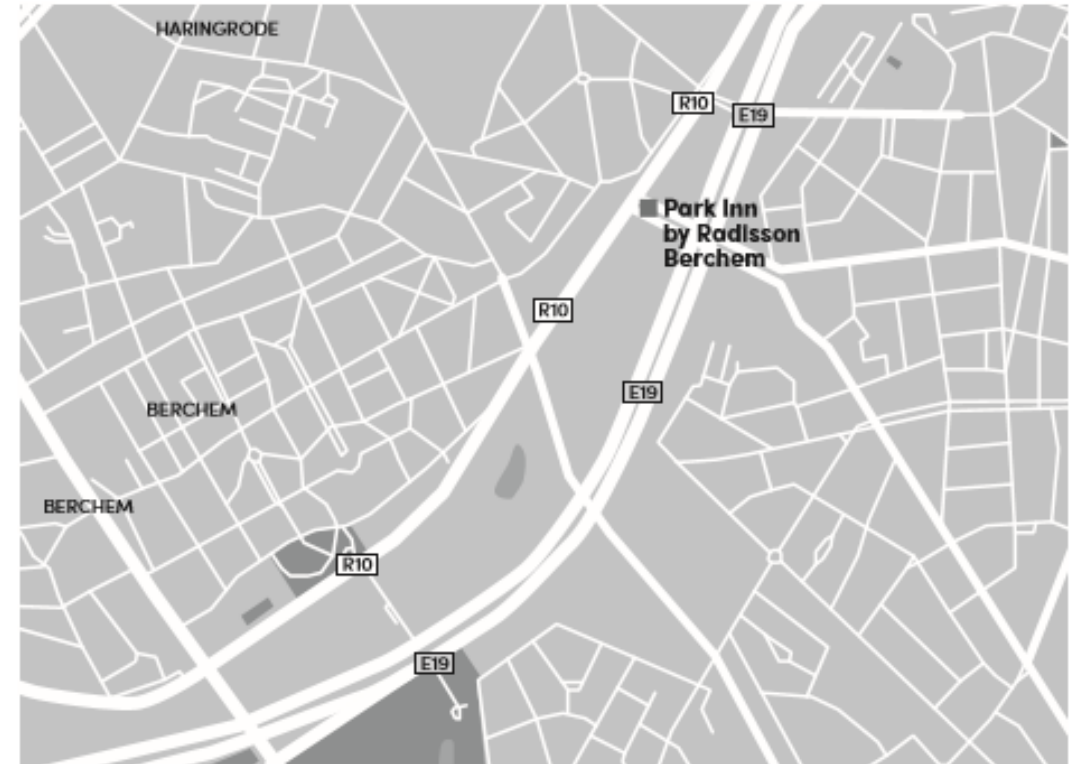 HARINGRODE
R10
E19
Park Inn
by Radisson
Berchem
R10
E19
BERCHEM
BERCHEM
R10
E19